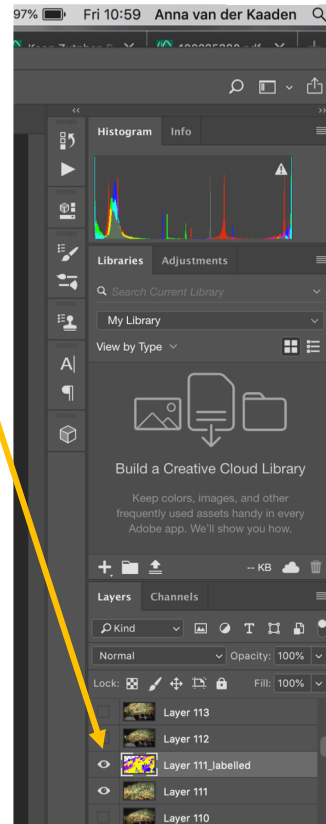 97% Fri 10:59 Anna van der Kaaden
Histogram Info
Libraries Adjustments
Search Current Library
My Library
View by Type
Build a Creative Cloud Library
Keep colors, images, and other
frequently used assets handy in every
Adobe app. We'll show you how.
-- KB
Layers Channels
Kind
Normal Opacity: 100%
Lock: Fill: 100%
Layer 113
Layer 112
Layer 111_labelled
Layer 111
Layer 110